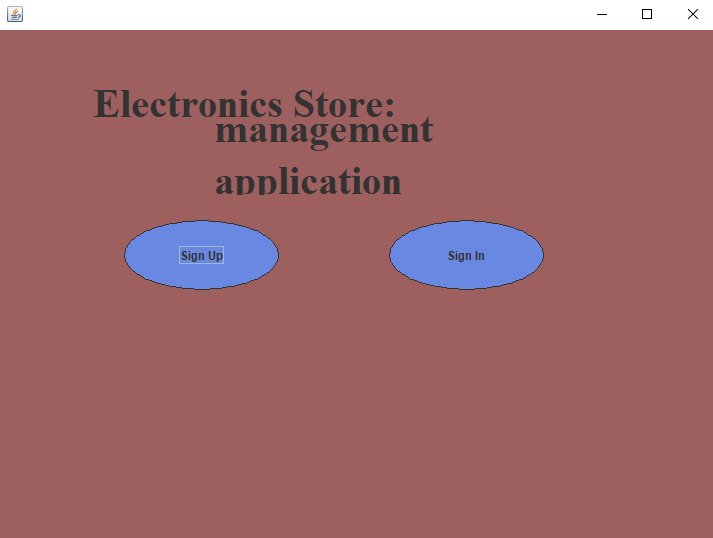 Electronics Store:
management
application
Sign Up
Sign In